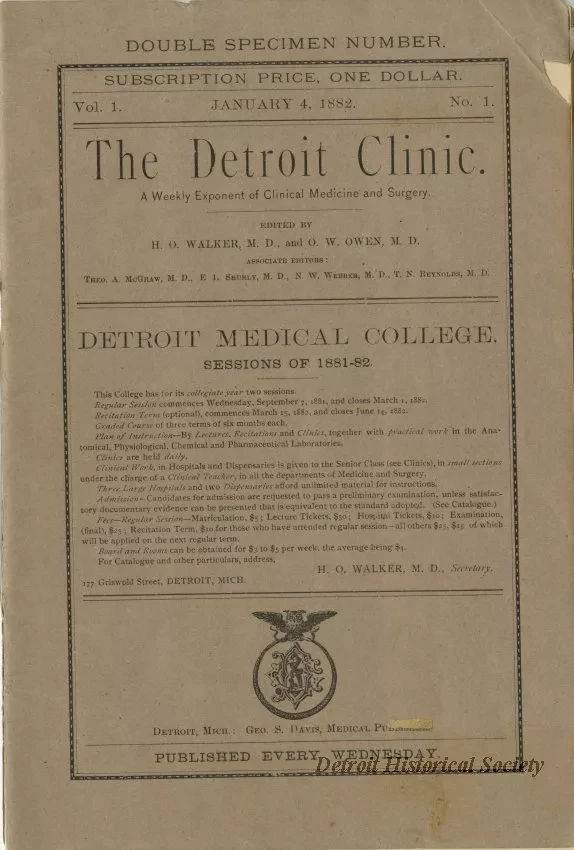 DOUBLE SPECIMEN NUMBER.
SUBSCRIPTION PRICE, ONE DOLLAR.
Vol. 1. JANUARY 4, 1882. No. 1.
The Detroit Clinic.
A Weekly Exponent of Clinical Medicine and Surgery.
EDITED BY
H. O. WALKER, M. D., and O. W. OWEN, M. D.
ASSOCIATE EDITORS:
Theo. A. McGraw, M. D., E. L. Shurly, M. D., N. W. Webber, M. D., T. N. Reynolds, M. D.
DETROIT MEDICAL COLLEGE.
SESSIONS OF 1881-82.
This College has for its collegiate year two sessions.
Regular Session commences Wednesday, September 7, 1881, and closes March 1, 1882.
Recitation Term (optional), commences March 15, 1882, and closes June 14, 1882.
Graded Course of three terms of six months each.
Plan of Instruction—By Lectures, Recitations and Clinics, together with practical work in the Ana-
tomical, Physiological, Chemical and Pharmaceutical Laboratories.
Clinics are held daily.
Clinical Work, in Hospitals and Dispensaries is given to the Senior Class (see Clinics), in small sections
under the charge of a Clinical Teacher, in all the departments of Medicine and Surgery.
Three Large Hospitals and two Dispensaries afford unlimited material for instructions.
Admission—Candidates for admission are requested to pass a preliminary examination, unless satisfac-
tory documentary evidence can be presented that is equivalent to the standard adopted. (See Catalogue.)
Fees—Regular Session—Matriculation, $5; Lecture Tickets, $50; Hospital Tickets, $10; Examination,
(final), $25; Recitation Term, $10 for those who have attended regular session—all others $25, $15 of which
will be applied on the next regular term.
Board and Rooms can be obtained for $3 to $5 per week, the average being $4.
For Catalogue and other particulars, address,
H. O. WALKER, M. D., Secretary.
177 Griswold Street, DETROIT, MICH.
Detroit, Mich.: Geo. S. Davis, Medical Pu
PUBLISHED EVERY WEDNESDAY.
Detroit Historical Society